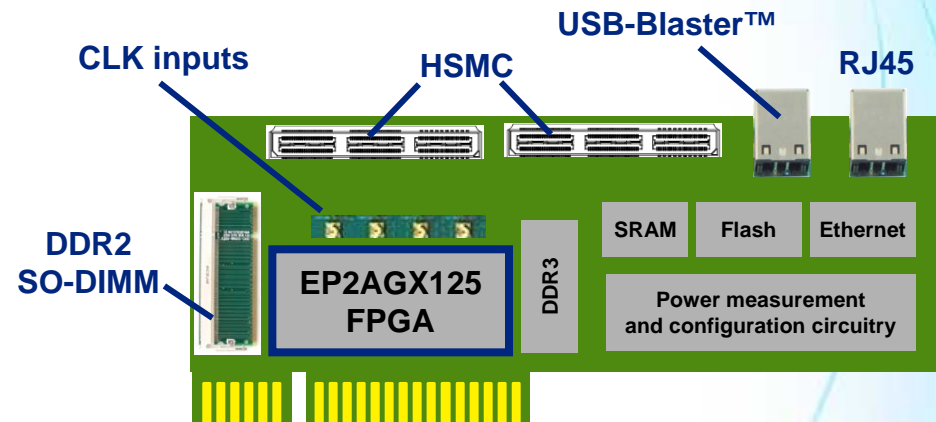 USB-Blaster™
CLK inputs
HSMC
RJ45
DDR2
SO-DIMM
EP2AGX125
FPGA
DDR3
SRAM
Flash
Ethernet
Power measurement
and configuration circuitry